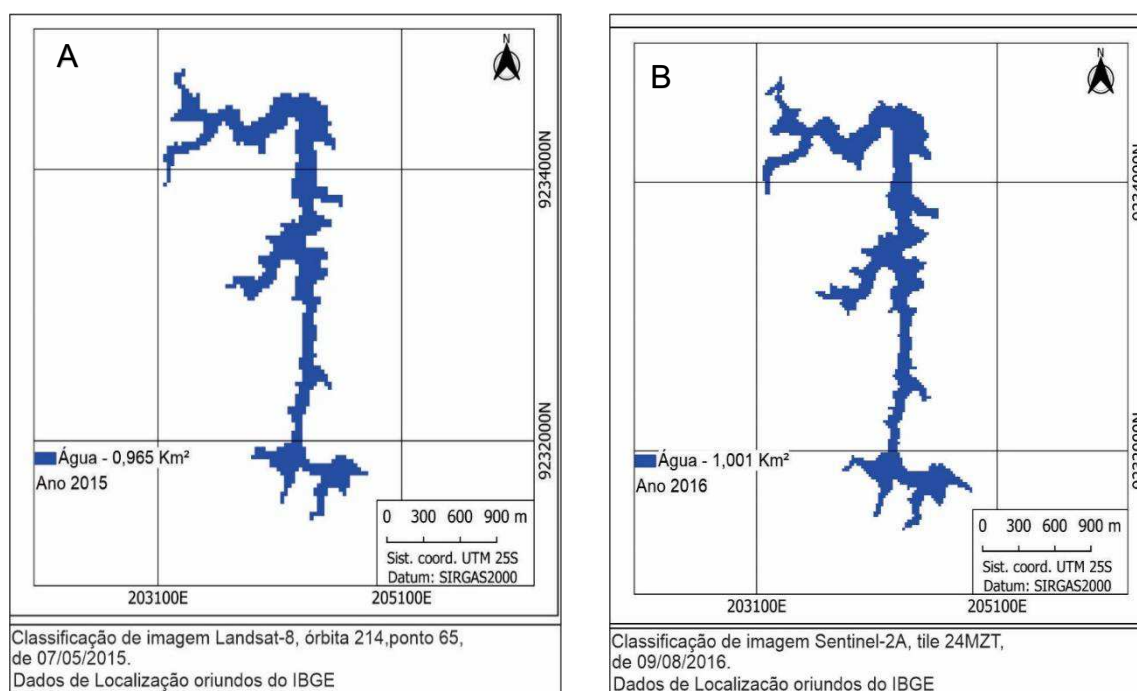 A
N
9234000N
9232000N
Água - 0,965 Km²
Ano 2015
0 300 600 900 m
Sist. coord. UTM 25S
Datum: SIRGAS2000
203100E
205100E
Classificação de imagem Landsat-8, órbita 214,ponto 65,
de 07/05/2015.
Dados de Localização oriundos do IBGE
B
N
9234000N
9232000N
Água - 1,001 Km²
Ano 2016
0 300 600 900 m
Sist. coord. UTM 25S
Datum: SIRGAS2000
203100E
205100E
Classificação de imagem Sentinel-2A, tile 24MZT,
de 09/08/2016.
Dados de Localização oriundos do IBGE